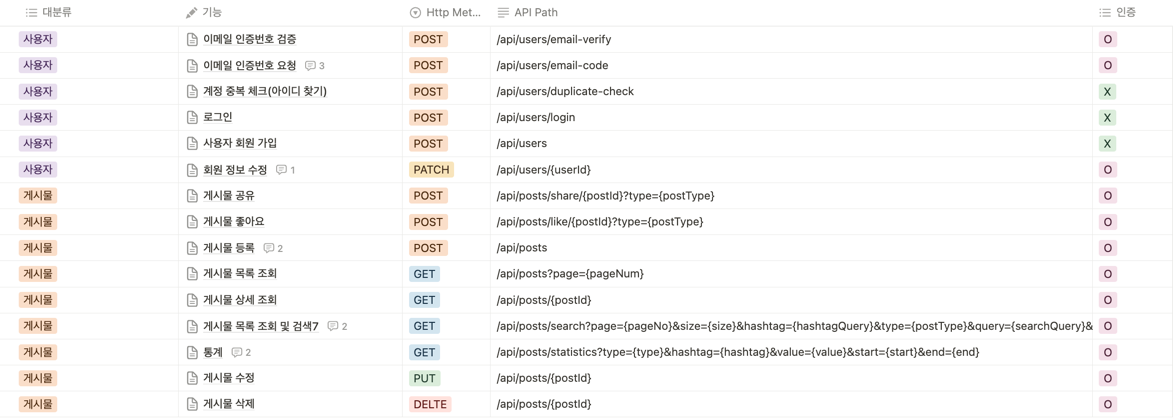 대분류 기능 Http Met... API Path 인증
사용자 이메일 인증번호 검증 POST /api/users/email-verify O
사용자 이메일 인증번호 요청 3 POST /api/users/email-code O
사용자 계정 중복 체크(아이디 찾기) POST /api/users/duplicate-check X
사용자 로그인 POST /api/users/login X
사용자 사용자 회원 가입 POST /api/users X
사용자 회원 정보 수정 1 PATCH /api/users/{userId} O
게시물 게시물 공유 POST /api/posts/share/{postId}?type={postType} O
게시물 게시물 좋아요 POST /api/posts/like/{postId}?type={postType} O
게시물 게시물 등록 2 POST /api/posts O
게시물 게시물 목록 조회 GET /api/posts?page={pageNum} O
게시물 게시물 상세 조회 GET /api/posts/{postId} O
게시물 게시물 목록 조회 및 검색7 2 GET /api/posts/search?page={pageNo}&size={size}&hashtag={hashtagQuery}&type={postType}&query={searchQuery}& O
게시물 통계 2 GET /api/posts/statistics?type={type}&hashtag={hashtag}&value={value}&start={start}&end={end} O
게시물 게시물 수정 PUT /api/posts/{postId} O
게시물 게시물 삭제 DELTE /api/posts/{postId} O